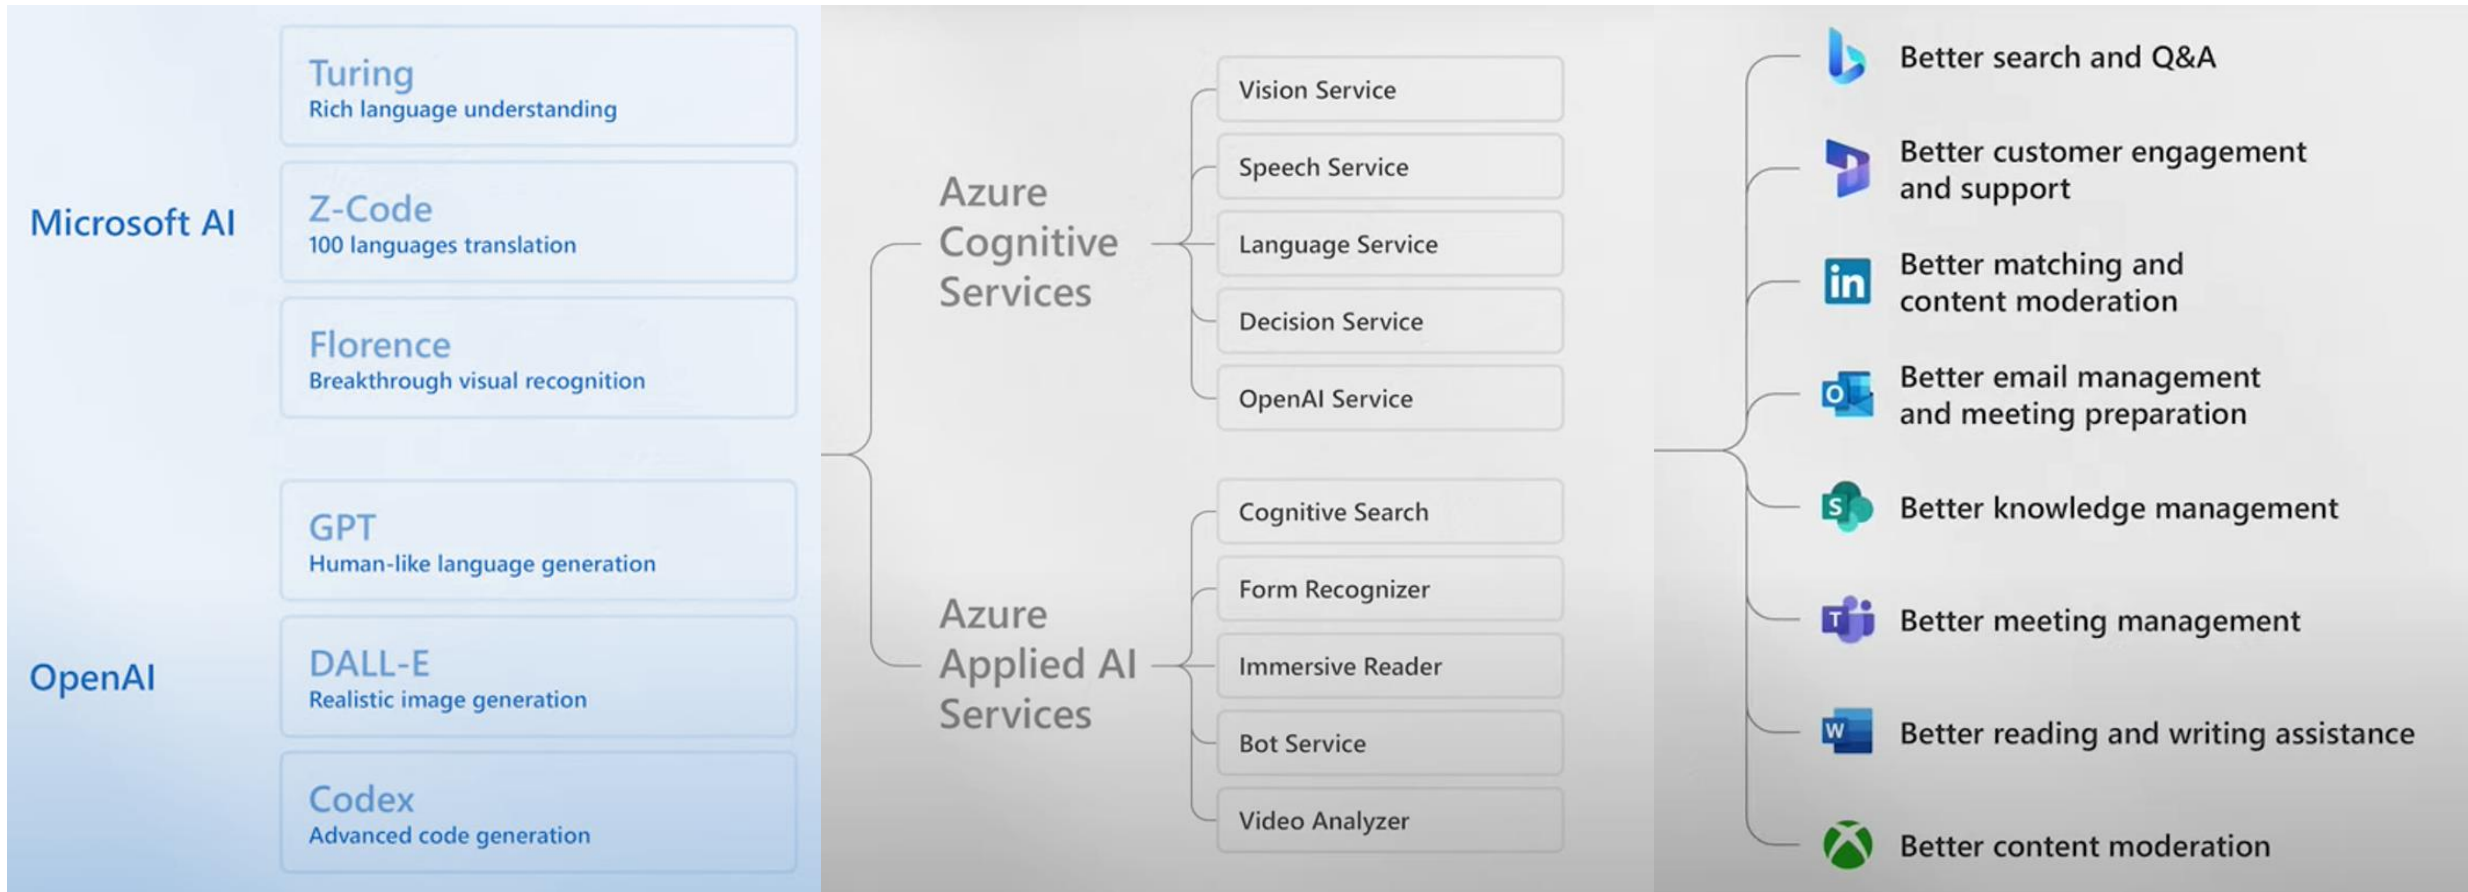 Microsoft AI
Turing
Rich language understanding
Z-Code
100 languages translation
Florence
Breakthrough visual recognition
OpenAI
GPT
Human-like language generation
DALL-E
Realistic image generation
Codex
Advanced code generation
Azure
Cognitive
Services
Vision Service
Speech Service
Language Service
Decision Service
OpenAI Service
Azure
Applied AI
Services
Cognitive Search
Form Recognizer
Immersive Reader
Bot Service
Video Analyzer
Better search and Q&A
Better customer engagement
and support
in
Better matching and
content moderation
O
Better email management
and meeting preparation
S
Better knowledge management
T
Better meeting management
W
Better reading and writing assistance
Better content moderation